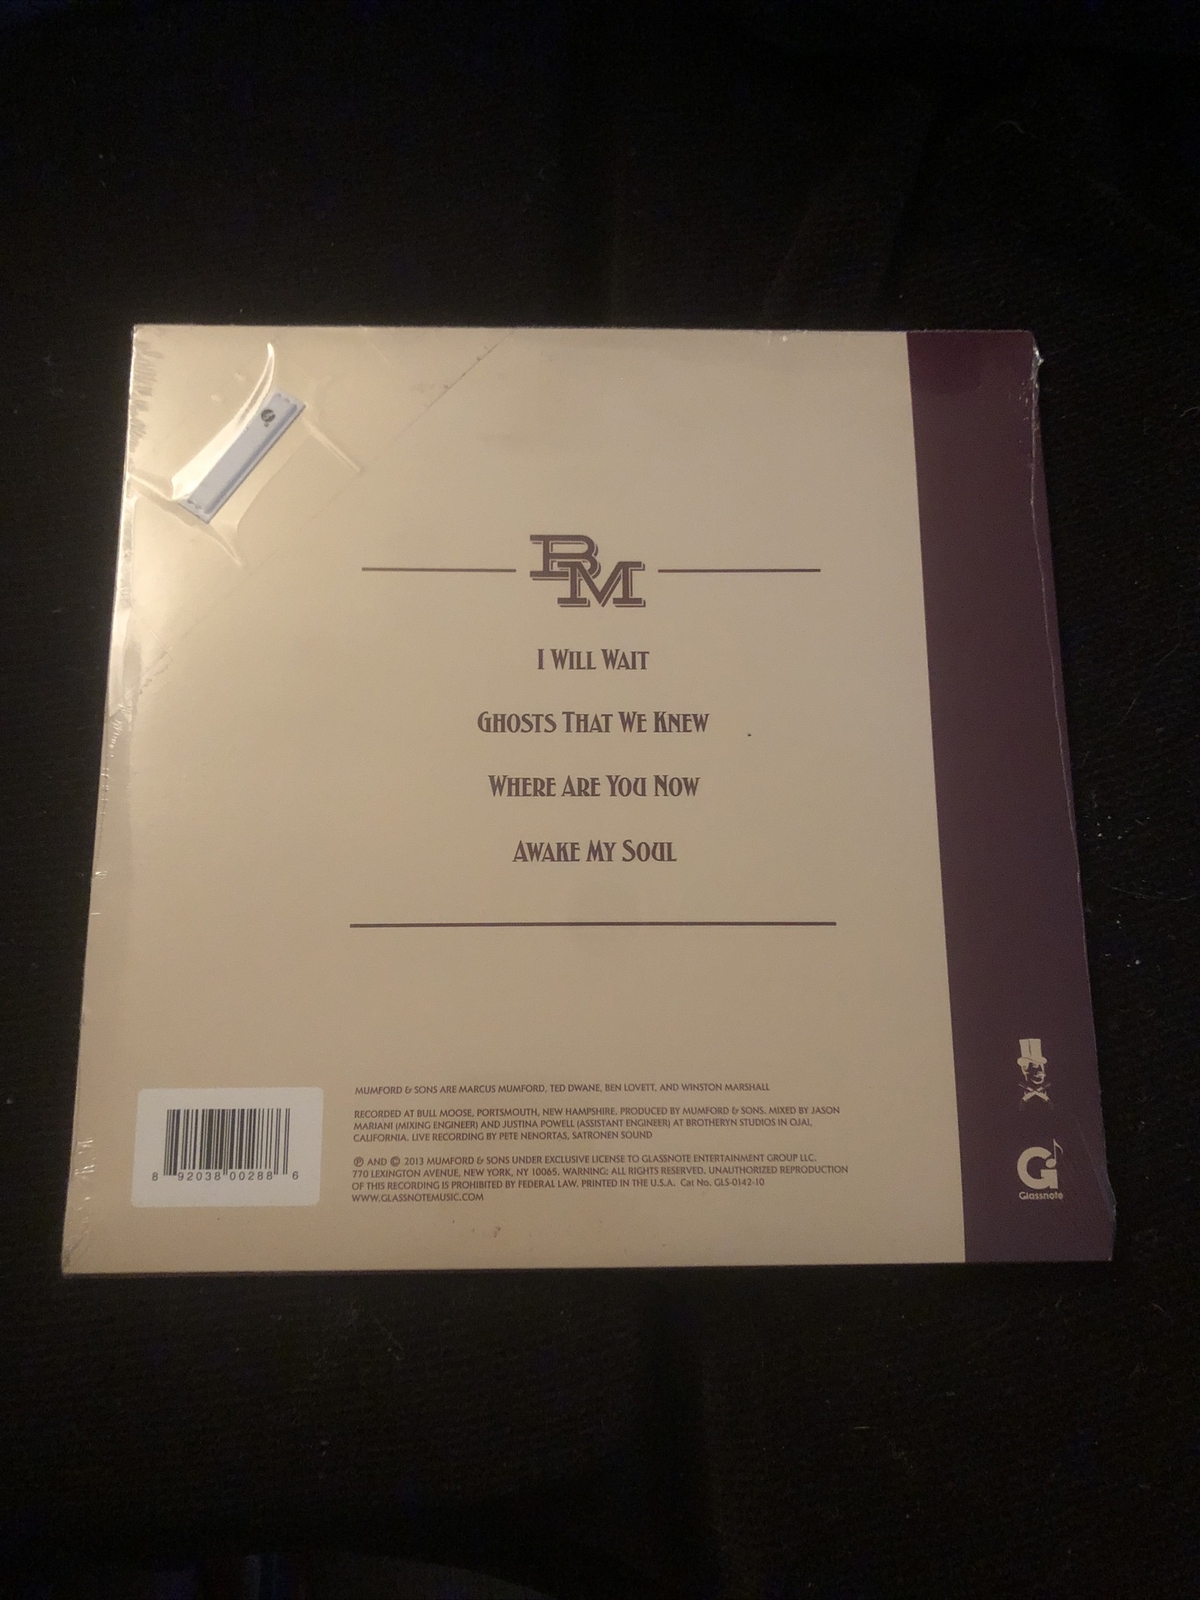 BM
I WILL WAIT
GHOSTS THAT WE KNEW
WHERE ARE YOU NOW
AWAKE MY SOUL
MUMFORD & SONS ARE MARCUS MUMFORD, TED DWANE, BEN LOVETT, AND WINSTON MARSHALL
RECORDED AT BULL MOOSE, PORTSMOUTH, NEW HAMPSHIRE. PRODUCED BY MUMFORD & SONS. MIXED BY JASON
MARIANI (MIXING ENGINEER) AND JUSTINA POWELL (ASSISTANT ENGINEER) AT BROTHERYN STUDIOS IN OJAI,
CALIFORNIA. LIVE RECORDING BY PETE NENORTAS, SATRONEN SOUND
℗ AND © 2013 MUMFORD & SONS UNDER EXCLUSIVE LICENSE TO GLASSNOTE ENTERTAINMENT GROUP LLC.
770 LEXINGTON AVENUE, NEW YORK, NY 10065. WARNING: ALL RIGHTS RESERVED. UNAUTHORIZED REPRODUCTION
OF THIS RECORDING IS PROHIBITED BY FEDERAL LAW. PRINTED IN THE U.S.A. Cat No. GLS-0142-10
WWW.GLASSNOTEMUSIC.COM
8 92038 00288 6
G
Glassnote